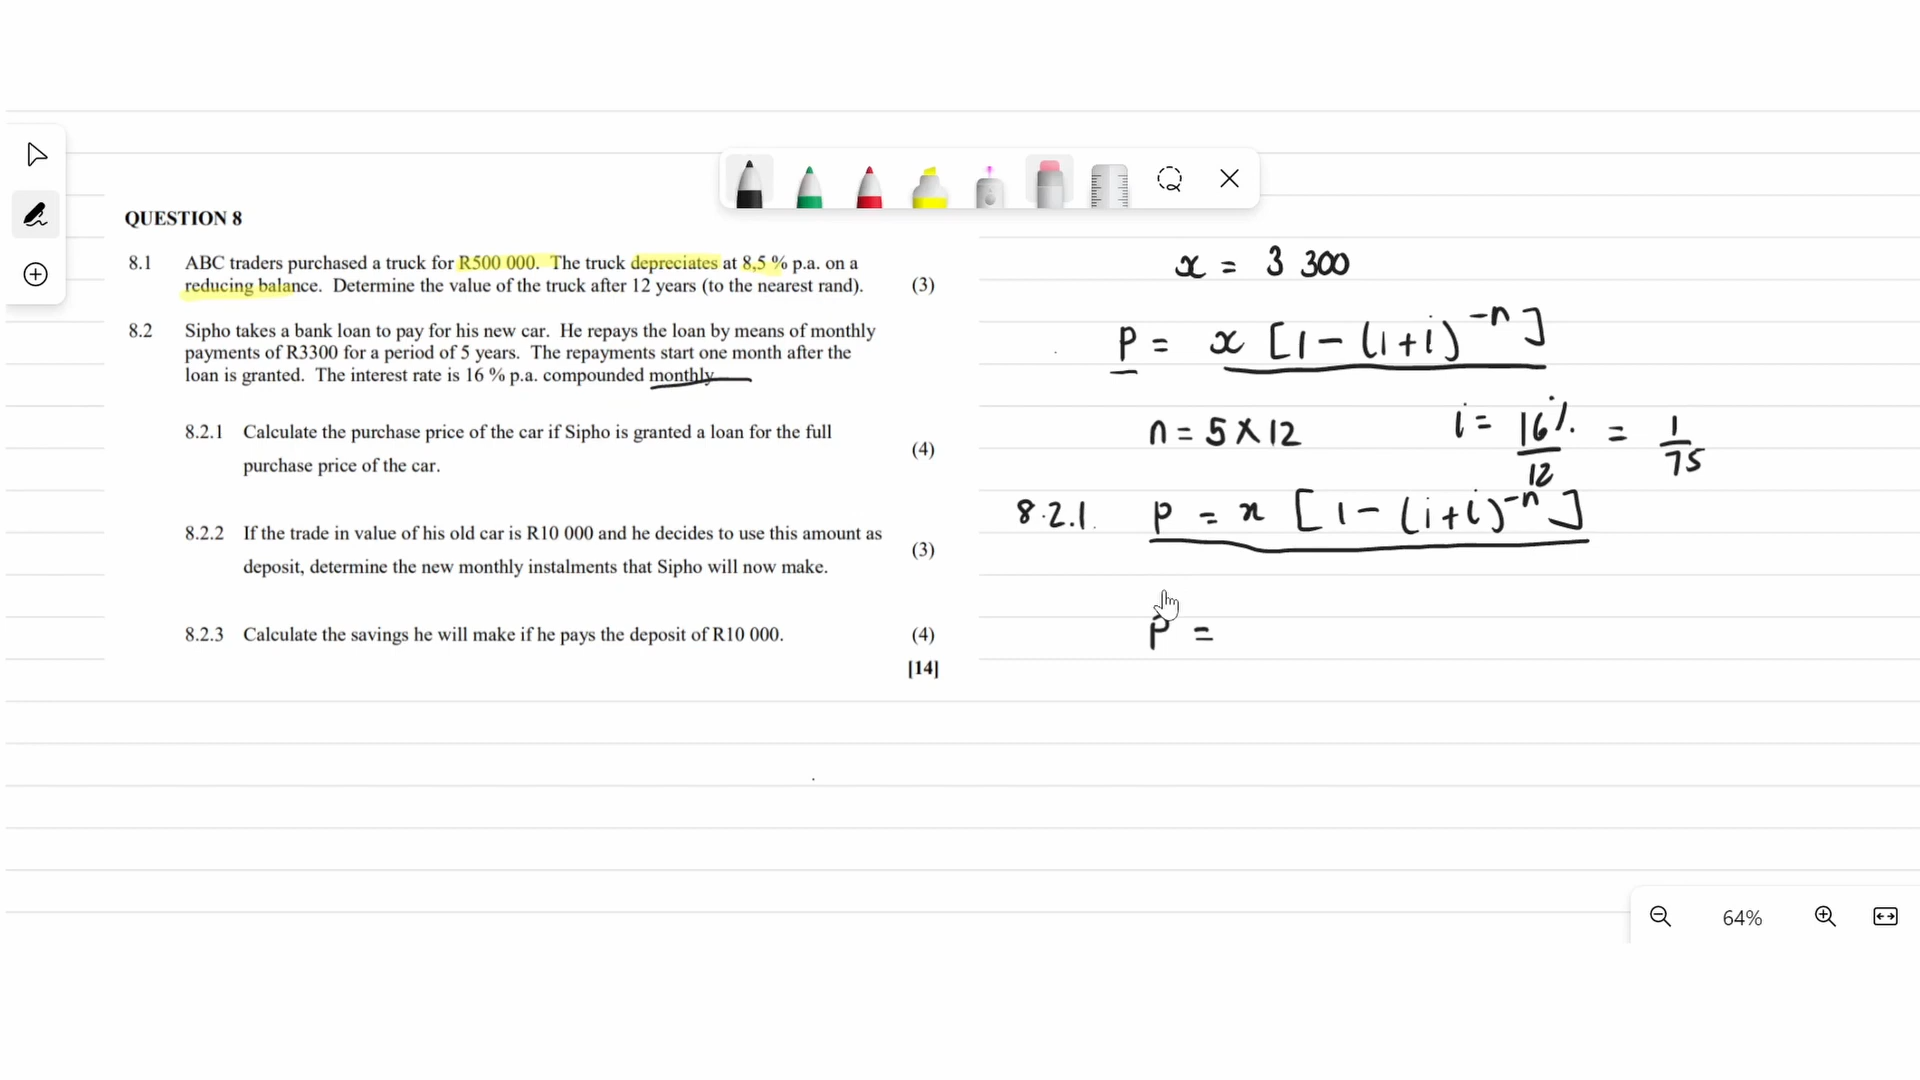 QUESTION 8
8.1 ABC traders purchased a truck for R500 000. The truck depreciates at 8,5 % p.a. on a
reducing balance. Determine the value of the truck after 12 years (to the nearest rand). (3)
8.2 Sipho takes a bank loan to pay for his new car. He repays the loan by means of monthly
payments of R3300 for a period of 5 years. The repayments start one month after the
loan is granted. The interest rate is 16 % p.a. compounded monthly
8.2.1 Calculate the purchase price of the car if Sipho is granted a loan for the full (4)
purchase price of the car.
8.2.2 If the trade in value of his old car is R10 000 and he decides to use this amount as (3)
deposit, determine the new monthly instalments that Sipho will now make.
8.2.3 Calculate the savings he will make if he pays the deposit of R10 000. (4)
[14]
x = 3 300
P = x [1 - (1+i)^-n]
n = 5 × 12 i = 16%/12 = 1/75
8.2.1. P = x [1 - (1+i)^-n]
P =
64%